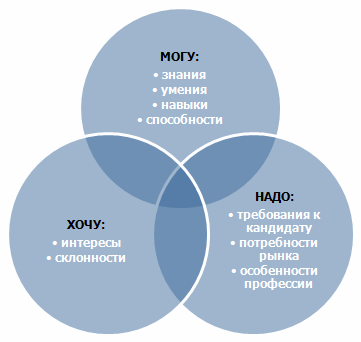 МОГУ:
• знания
• умения
• навыки
• способности
ХОЧУ:
• интересы
• склонности
НАДО:
• требования к
кандидату
• потребности
рынка
• особенности
профессии